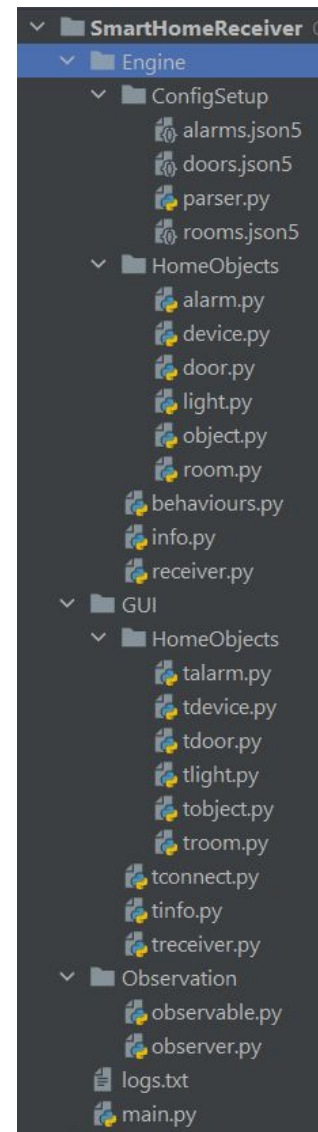 SmartHomeReceiver
Engine
ConfigSetup
alarms.json5
doors.json5
parser.py
rooms.json5
HomeObjects
alarm.py
device.py
door.py
light.py
object.py
room.py
behaviours.py
info.py
receiver.py
GUI
HomeObjects
talarm.py
tdevice.py
tdoor.py
tlight.py
tobject.py
troom.py
tconnect.py
tinfo.py
treceiver.py
Observation
observable.py
observer.py
logs.txt
main.py